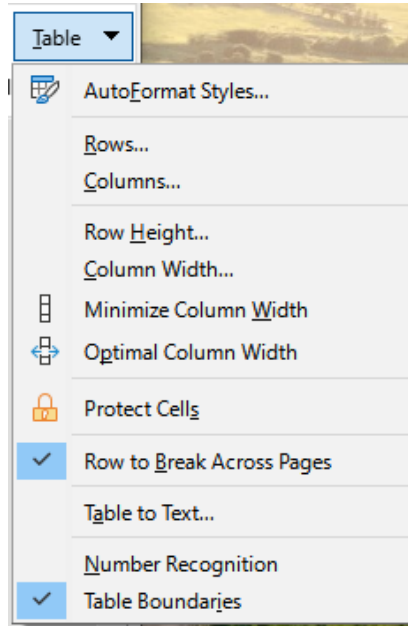 Table
AutoFormat Styles...
Rows...
Columns...
Row Height...
Column Width...
Minimize Column Width
Optimal Column Width
Protect Cells
Row to Break Across Pages
Table to Text...
Number Recognition
Table Boundaries